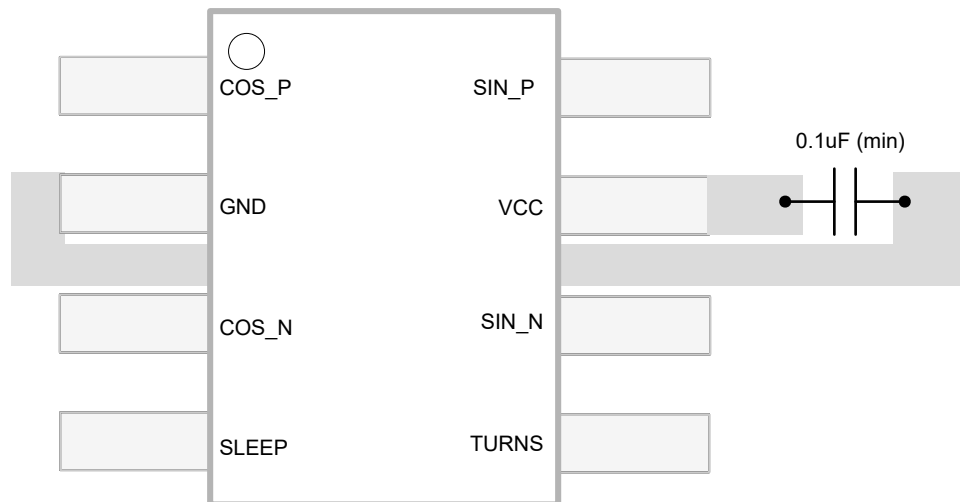 COS_P
SIN_P
0.1uF (min)
GND
VCC
COS_N
SIN_N
SLEEP
TURNS